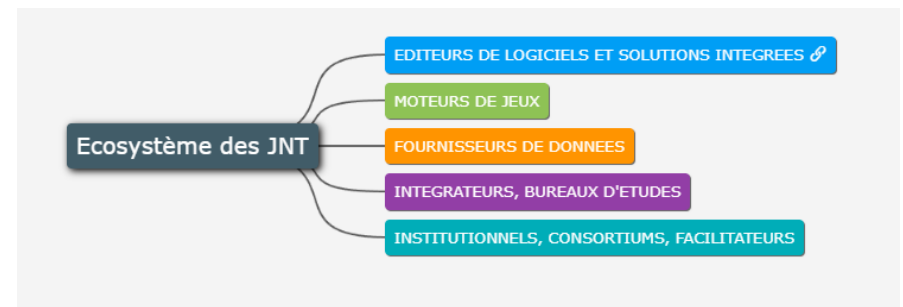 EDITEURS DE LOGICIELS ET SOLUTIONS INTEGREES
MOTEURS DE JEUX
Ecosystème des JNT
FOURNISSEURS DE DONNEES
INTEGRATEURS, BUREAUX D'ETUDES
INSTITUTIONNELS, CONSORTIUMS, FACILITATEURS